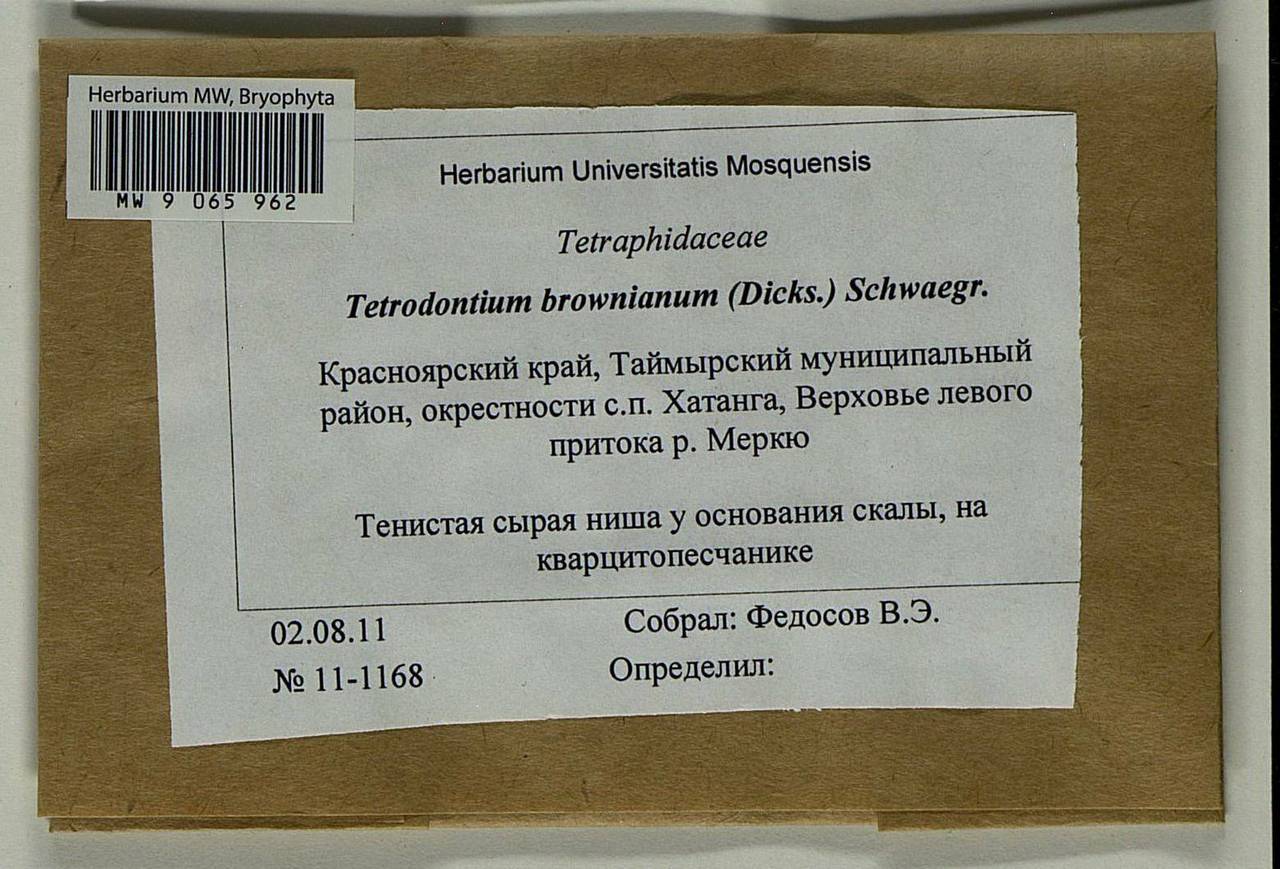 Herbarium MW, Bryophyta
MW 9 065 962
Herbarium Universitatis Mosquensis
Tetraphidaceae
Tetrodontium brownianum (Dicks.) Schwaegr.
Красноярский край, Таймырский муниципальный
район, окрестности с.п. Хатанга, Верховье левого
притока р. Меркю
Тенистая сырая ниша у основания скалы, на
кварцитопесчанике
02.08.11
Собрал: Федосов В.Э.
№ 11-1168
Определил: